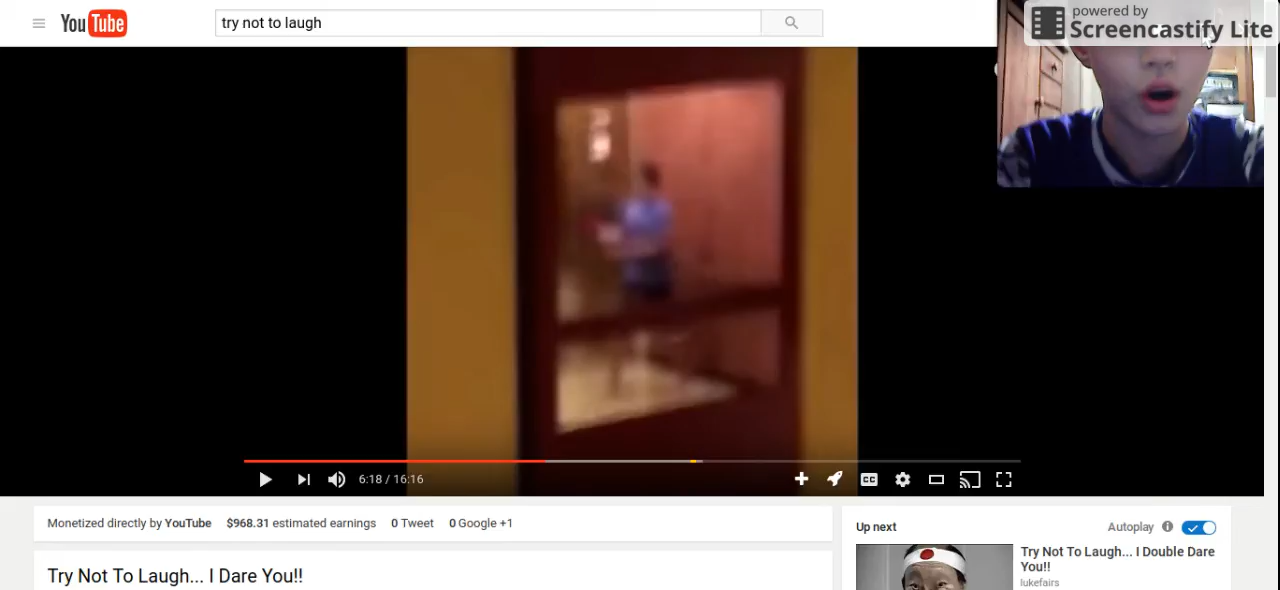 YouTube
try not to laugh
powered by
Screencastify Lite
6:18 / 16:16
CC
Monetized directly by YouTube $968.31 estimated earnings 0 Tweet 0 Google +1
Try Not To Laugh... I Dare You!!
Up next
Autoplay
Try Not To Laugh... I Double Dare
You!!
lukefairs